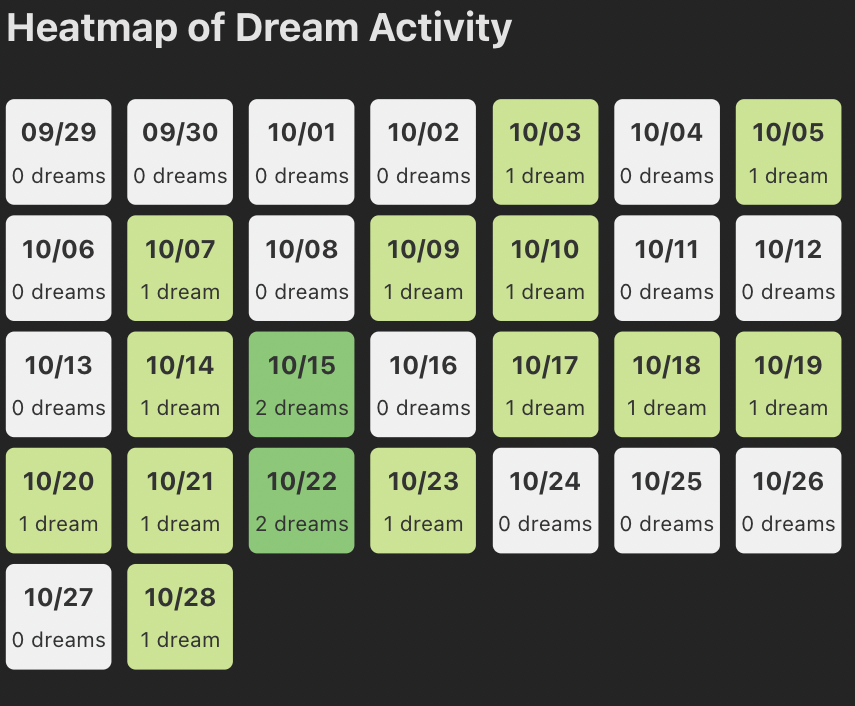 Heatmap of Dream Activity
09/29 09/30 10/01 10/02 10/03 10/04 10/05
0 dreams 0 dreams 0 dreams 0 dreams 1 dream 0 dreams 1 dream
10/06 10/07 10/08 10/09 10/10 10/11 10/12
0 dreams 1 dream 0 dreams 1 dream 1 dream 0 dreams 0 dreams
10/13 10/14 10/15 10/16 10/17 10/18 10/19
0 dreams 1 dream 2 dreams 0 dreams 1 dream 1 dream 1 dream
10/20 10/21 10/22 10/23 10/24 10/25 10/26
1 dream 1 dream 2 dreams 1 dream 0 dreams 0 dreams 0 dreams
10/27 10/28
0 dreams 1 dream